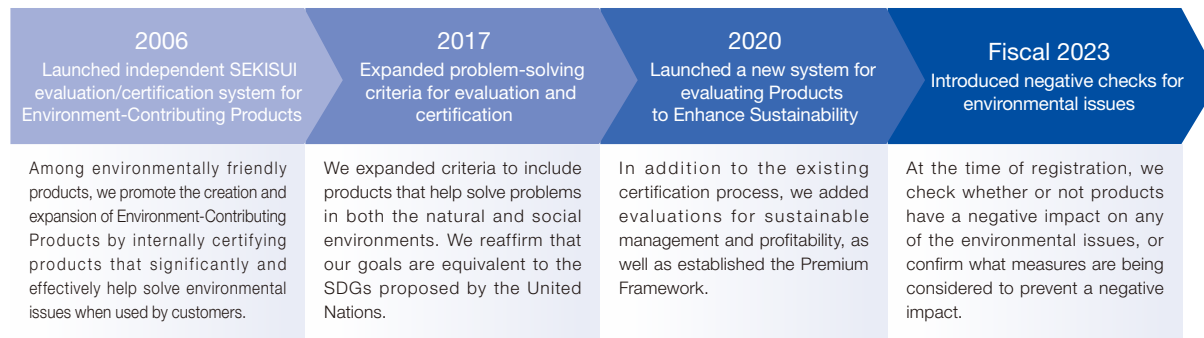 2006
Launched independent SEKISUI
evaluation/certification system for
Environment-Contributing Products
Among environmentally friendly
products, we promote the creation and
expansion of Environment-Contributing
Products by internally certifying
products that significantly and
effectively help solve environmental
issues when used by customers.
2017
Expanded problem-solving
criteria for evaluation and
certification
We expanded criteria to include
products that help solve problems
in both the natural and social
environments. We reaffirm that
our goals are equivalent to the
SDGs proposed by the United
Nations.
2020
Launched a new system for
evaluating Products
to Enhance Sustainability
In addition to the existing
certification process, we added
evaluations for sustainable
management and profitability, as
well as established the Premium
Framework.
Fiscal 2023
Introduced negative checks for
environmental issues
At the time of registration, we
check whether or not products
have a negative impact on any
of the environmental issues, or
confirm what measures are being
considered to prevent a negative
impact.